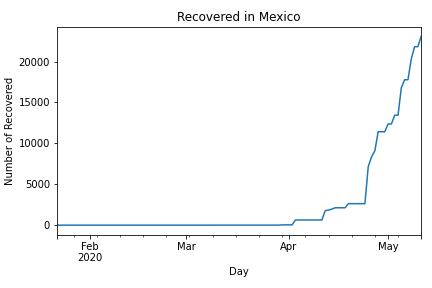 Recovered in Mexico
Number of Recovered
20000
15000
10000
5000
0
Feb
2020
Mar
Apr
May
Day